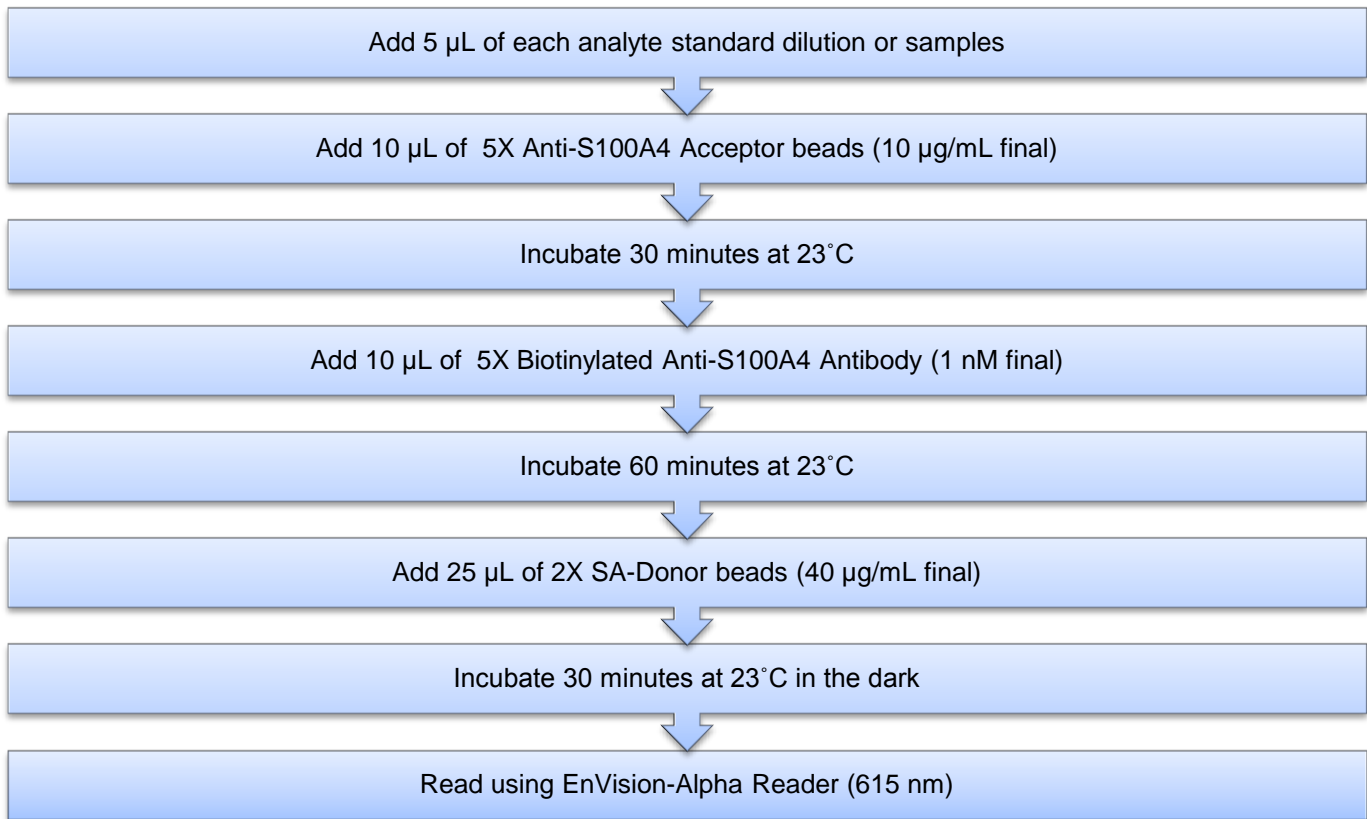 Add 5 µL of each analyte standard dilution or samples
Add 10 µL of  5X Anti-S100A4 Acceptor beads (10 µg/mL final)
Incubate 30 minutes at 23˚C
Add 10 µL of  5X Biotinylated Anti-S100A4 Antibody (1 nM final)
Incubate 60 minutes at 23˚C
Add 25 µL of 2X SA-Donor beads (40 µg/mL final)
Incubate 30 minutes at 23˚C in the dark
Read using EnVision-Alpha Reader (615 nm)